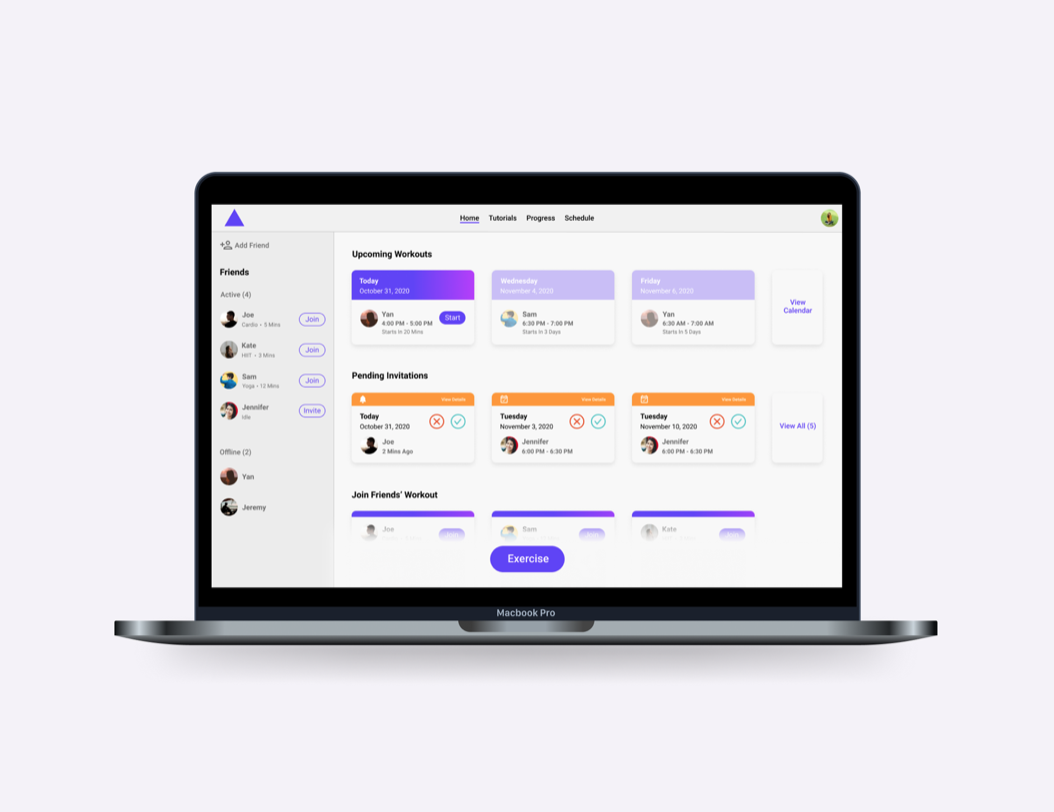 Home Tutorials Progress Schedule
Add Friend
Friends
Active (4)
Joe
Cardio • 5 Mins
Join
Kate
HIIT • 3 Mins
Join
Sam
Yoga • 12 Mins
Join
Jennifer
Idle
Invite
Offline (2)
Yan
Jeremy
Upcoming Workouts
Today
October 31, 2020
Yan
4:00 PM - 5:00 PM
Starts in 20 Mins
Start
Wednesday
November 4, 2020
Sam
6:30 PM - 7:00 PM
Starts in 3 Days
Friday
November 6, 2020
Yan
6:30 AM - 7:00 AM
Starts in 5 Days
View
Calendar
Pending Invitations
View Details
Today
October 31, 2020
Joe
2 Mins Ago
View Details
Tuesday
November 3, 2020
Jennifer
6:00 PM - 6:30 PM
View Details
Tuesday
November 10, 2020
Jennifer
6:00 PM - 6:30 PM
View All (5)
Join Friends' Workout
Joe
Sam
Kate
Exercise
Macbook Pro